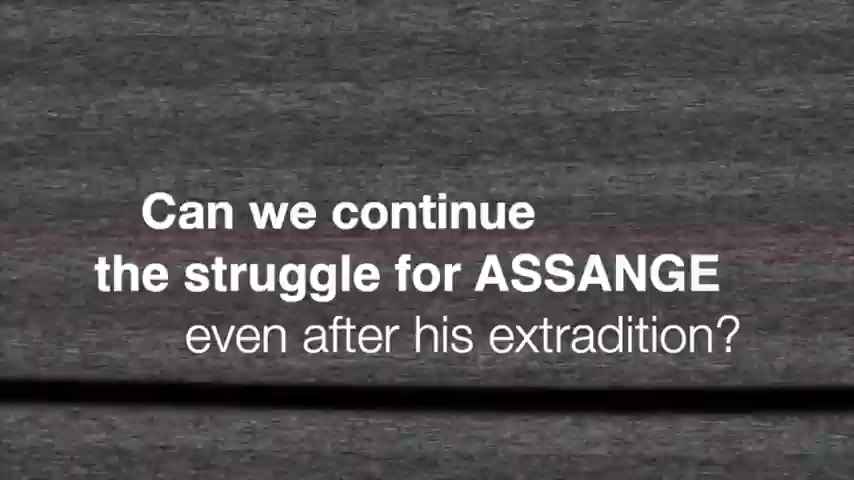 Can we continue
the struggle for ASSANGE
even after his extradition?